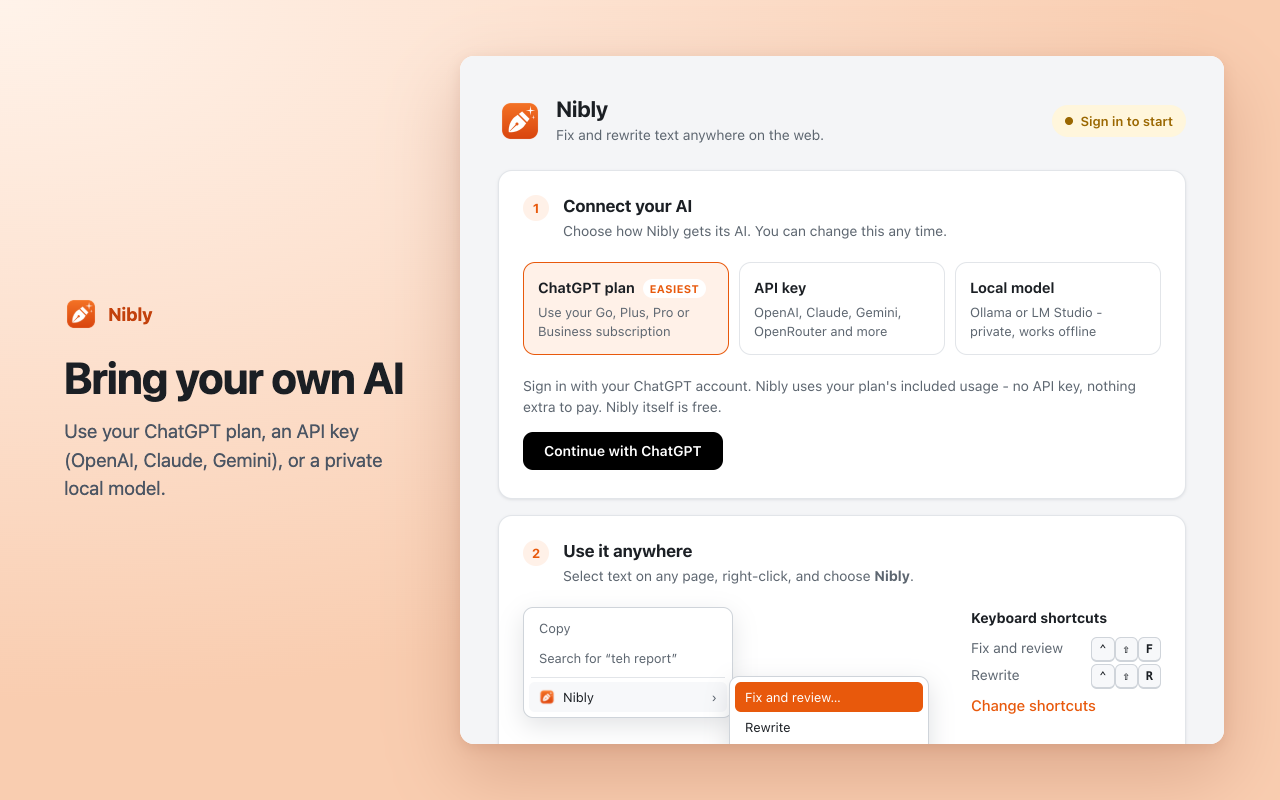 Nibly
Bring your own AI
Use your ChatGPT plan, an API key
(OpenAI, Claude, Gemini), or a private
local model.
Nibly
Fix and rewrite text anywhere on the web.
Sign in to start
1
Connect your AI
Choose how Nibly gets its AI. You can change this any time.
ChatGPT plan EASIEST
Use your Go, Plus, Pro or
Business subscription
API key
OpenAI, Claude, Gemini,
OpenRouter and more
Local model
Ollama or LM Studio -
private, works offline
Sign in with your ChatGPT account. Nibly uses your plan's included usage - no API key, nothing
extra to pay. Nibly itself is free.
Continue with ChatGPT
2
Use it anywhere
Select text on any page, right-click, and choose Nibly.
Copy
Search for “teh report”
Nibly ›
Fix and review...
Rewrite
Keyboard shortcuts
Fix and review ⌃ ⇧ F
Rewrite ⌃ ⇧ R
Change shortcuts